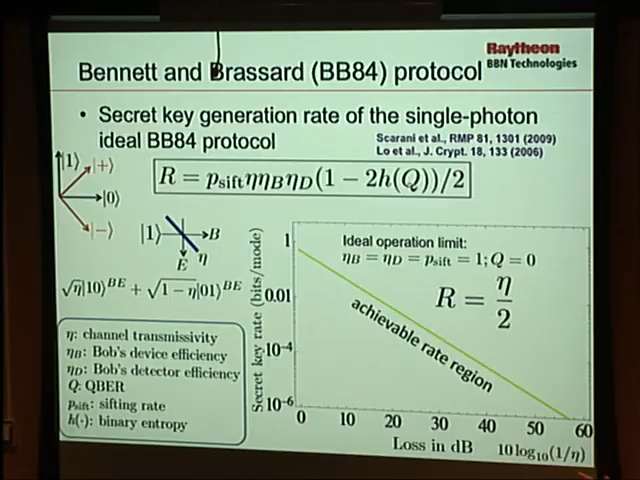 Raytheon
BBN Technologies
Bennett and Brassard (BB84) protocol
• Secret key generation rate of the single-photon
ideal BB84 protocol
Scarani et al., RMP 81, 1301 (2009)
Lo et al., J. Crypt. 18, 133 (2006)
|1⟩ |+⟩
|0⟩
|−⟩
R = p_sift ηη_Bη_D(1 − 2h(Q))/2
|1⟩ B
E η
√η|10⟩^BE + √1 − η|01⟩^BE
η: channel transmissivity
η_B: Bob's device efficiency
η_D: Bob's detector efficiency
Q: QBER
p_sift: sifting rate
h(·): binary entropy
Secret key rate (bits/mode)
1
0.01
10^-4
10^-6
Ideal operation limit:
η_B = η_D = p_sift = 1; Q = 0
R = η/2
achievable rate region
0 10 20 30 40 50 60
Loss in dB 10 log₁₀(1/η)